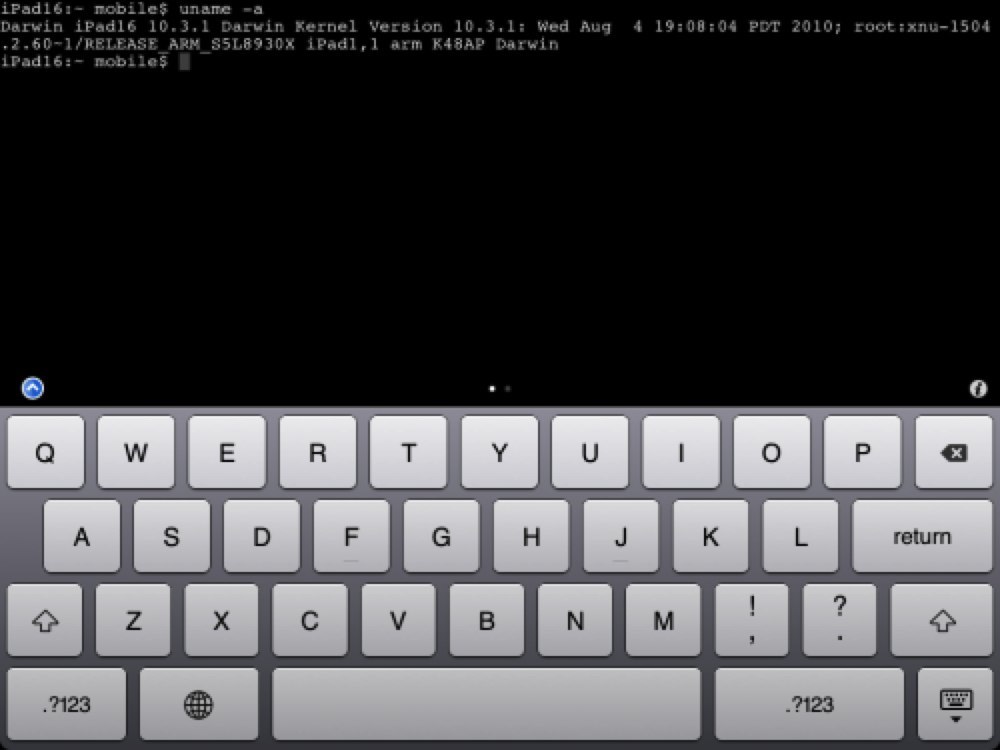 iPad16:~ mobile$ uname -a
Darwin iPad16 10.3.1 Darwin Kernel Version 10.3.1: Wed Aug  4 19:08:04 PDT 2010; root:xnu-1504
.2.60~1/RELEASE_ARM_S5L8930X iPad1,1 arm K48AP Darwin
iPad16:~ mobile$
Q W E R T Y U I O P
A S D F G H J K L return
Z X C V B N M ! , ? .
.?123 .?123